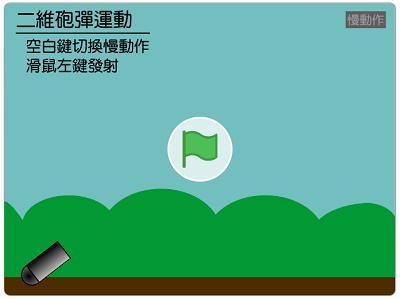 二維砲彈運動
慢動作
空白鍵切換慢動作
滑鼠左鍵發射